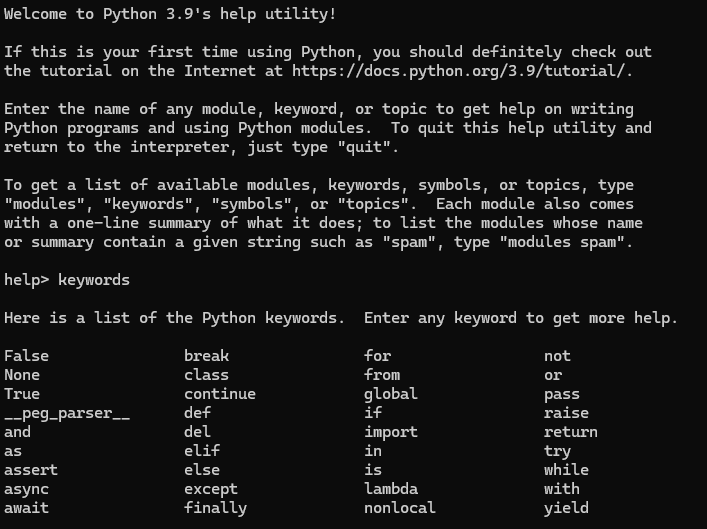 Welcome to Python 3.9's help utility!
If this is your first time using Python, you should definitely check out
the tutorial on the Internet at https://docs.python.org/3.9/tutorial/.
Enter the name of any module, keyword, or topic to get help on writing
Python programs and using Python modules.  To quit this help utility and
return to the interpreter, just type "quit".
To get a list of available modules, keywords, symbols, or topics, type
"modules", "keywords", "symbols", or "topics".  Each module also comes
with a one-line summary of what it does; to list the modules whose name
or summary contain a given string such as "spam", type "modules spam".
help> keywords
Here is a list of the Python keywords.  Enter any keyword to get more help.
False               break               for                 not
None                class               from                or
True                continue            global              pass
__peg_parser__      def                 if                  raise
and                 del                 import              return
as                  elif                in                  try
assert              else                is                  while
async               except              lambda              with
await               finally             nonlocal            yield